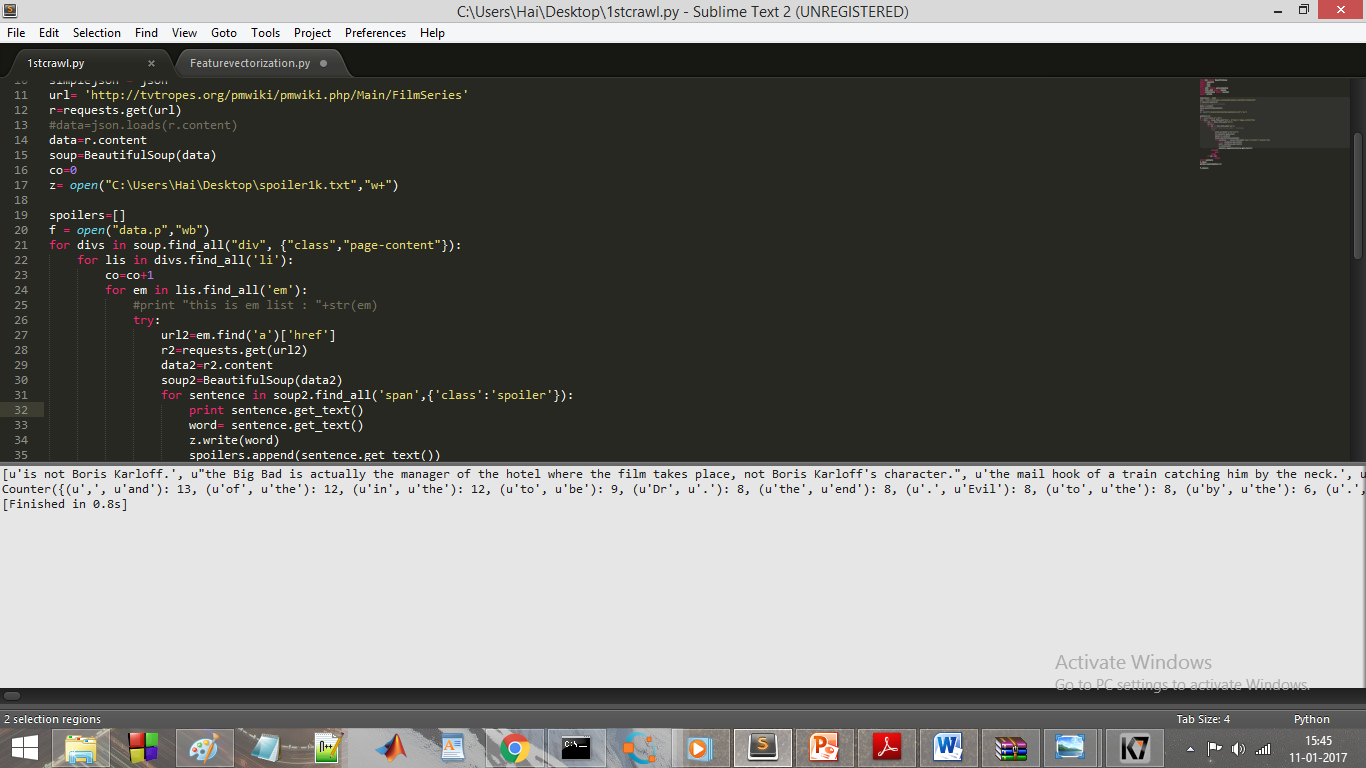 C:\Users\Hai\Desktop\1stcrawl.py - Sublime Text 2 (UNREGISTERED)
File Edit Selection Find View Goto Tools Project Preferences Help
1stcrawl.py × Featurevectorization.py
10 simplejson = json
11 url= 'http://tvtropes.org/pmwiki/pmwiki.php/Main/FilmSeries'
12 r=requests.get(url)
13 #data=json.loads(r.content)
14 data=r.content
15 soup=BeautifulSoup(data)
16 co=0
17 z= open("C:\Users\Hai\Desktop\spoiler1k.txt","w+")
18
19 spoilers=[]
20 f = open("data.p","wb")
21 for divs in soup.find_all("div", {"class","page-content"}):
22 for lis in divs.find_all('li'):
23 co=co+1
24 for em in lis.find_all('em'):
25 #print "this is em list : "+str(em)
26 try:
27 url2=em.find('a')['href']
28 r2=requests.get(url2)
29 data2=r2.content
30 soup2=BeautifulSoup(data2)
31 for sentence in soup2.find_all('span',{'class':'spoiler'}):
32 print sentence.get_text()
33 word= sentence.get_text()
34 z.write(word)
35 spoilers.append(sentence.get_text())
[u'is not Boris Karloff.', u"the Big Bad is actually the manager of the hotel where the film takes place, not Boris Karloff's character.", u'the mail hook of a train catching him by the neck.', u
Counter({(u',', u'and'): 13, (u'of', u'the'): 12, (u'in', u'the'): 12, (u'to', u'be'): 9, (u'Dr', u'.'): 8, (u'the', u'end'): 8, (u'.', u'Evil'): 8, (u'to', u'the'): 8, (u'by', u'the'): 6, (u'.',
[Finished in 0.8s]
Activate Windows
Go to PC settings to activate Windows.
2 selection regions Tab Size: 4 Python
15:45
11-01-2017